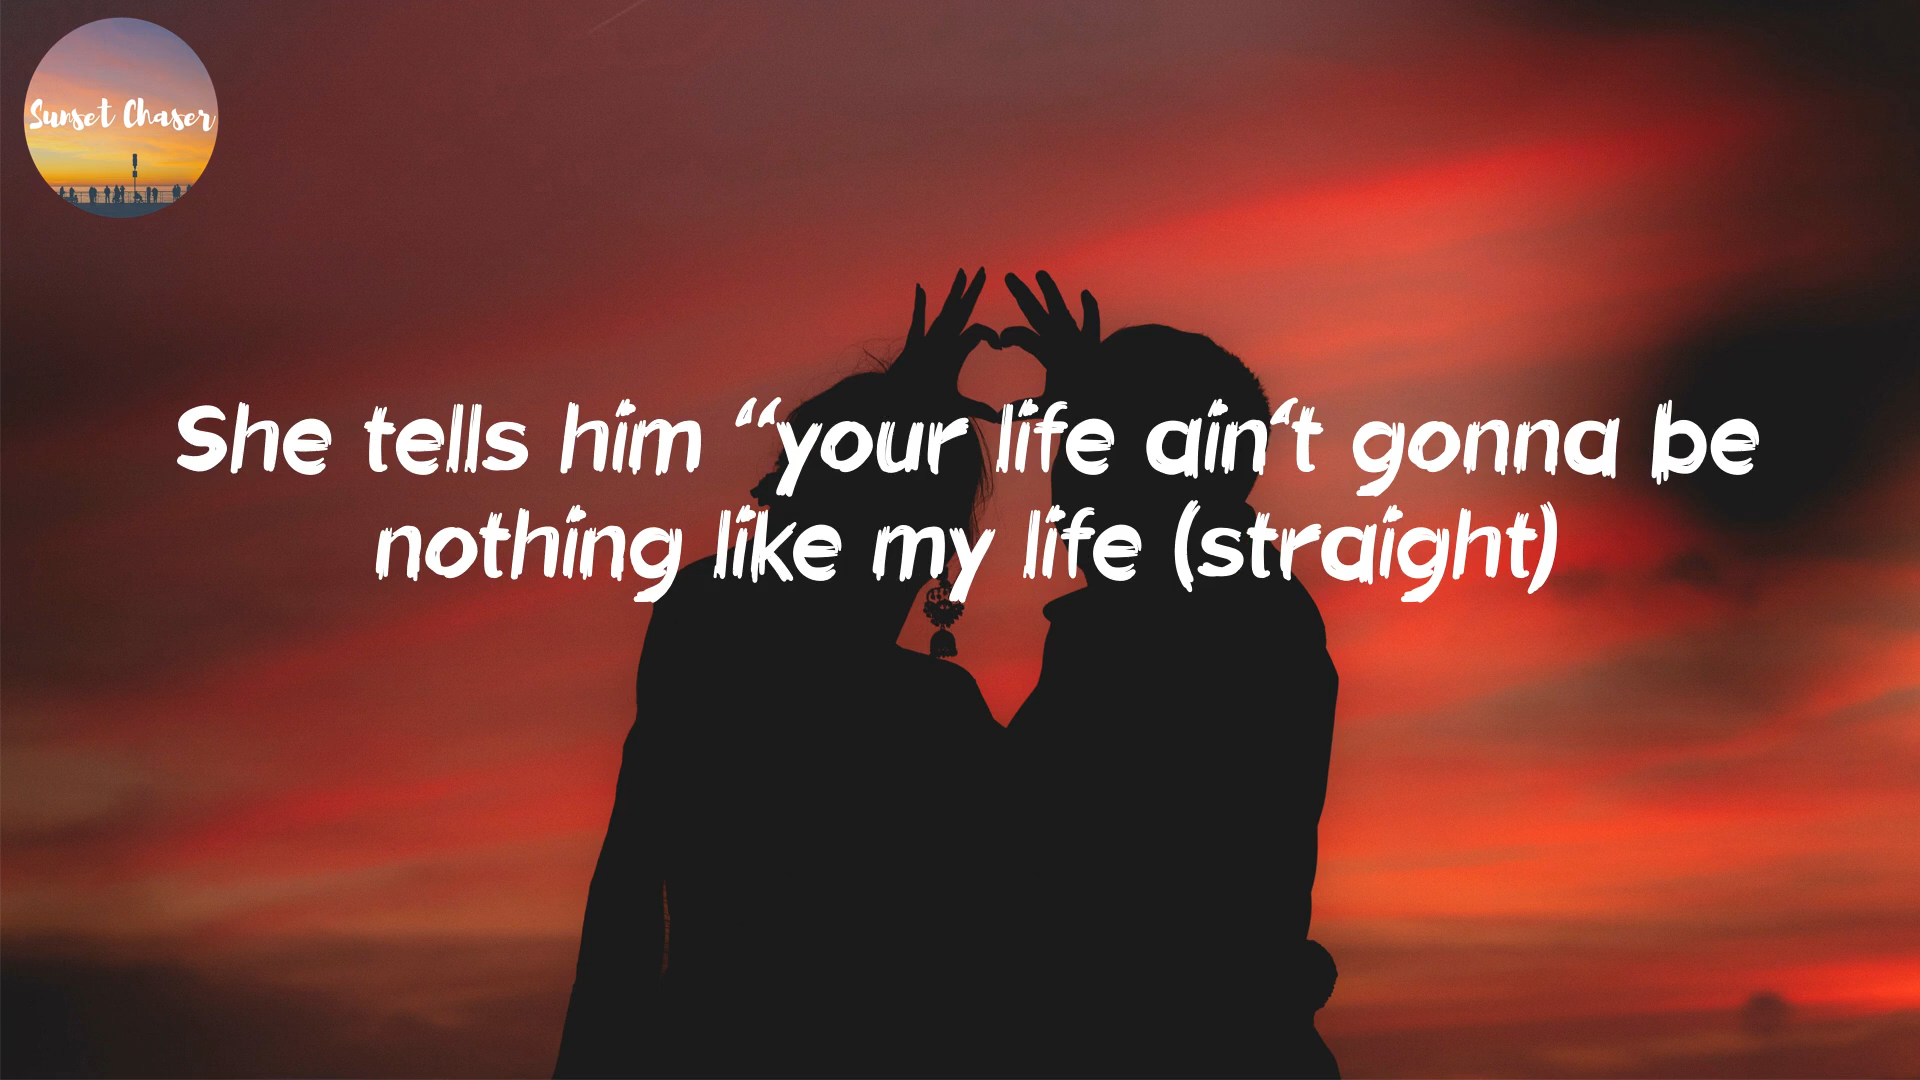 Sunset Chaser
She tells him “your life ain‘t gonna be
nothing like my life (straight)